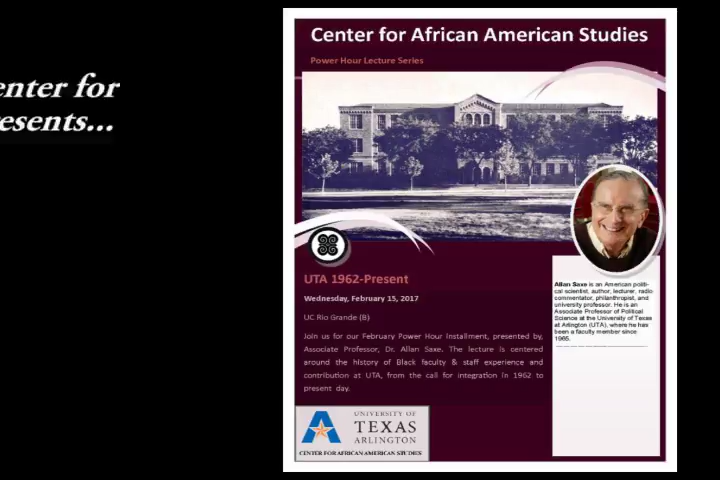 enter for
resents...
Center for African American Studies
Power Hour Lecture Series
UTA 1962-Present
Wednesday, February 15, 2017
UC Rio Grande (B)
Join us for our February Power Hour installment, presented by,
Associate Professor, Dr. Allan Saxe. The lecture is centered
around the history of Black faculty & staff experience and
contribution at UTA, from the call for integration in 1962 to
present day.
Allan Saxe is an American politi-
cal scientist, author, lecturer, radio
commentator, philanthropist, and
university professor. He is an
Associate Professor of Political
Science at the University of Texas
at Arlington (UTA), where he has
been a faculty member since
1965.
UNIVERSITY OF
TEXAS
ARLINGTON
CENTER FOR AFRICAN AMERICAN STUDIES